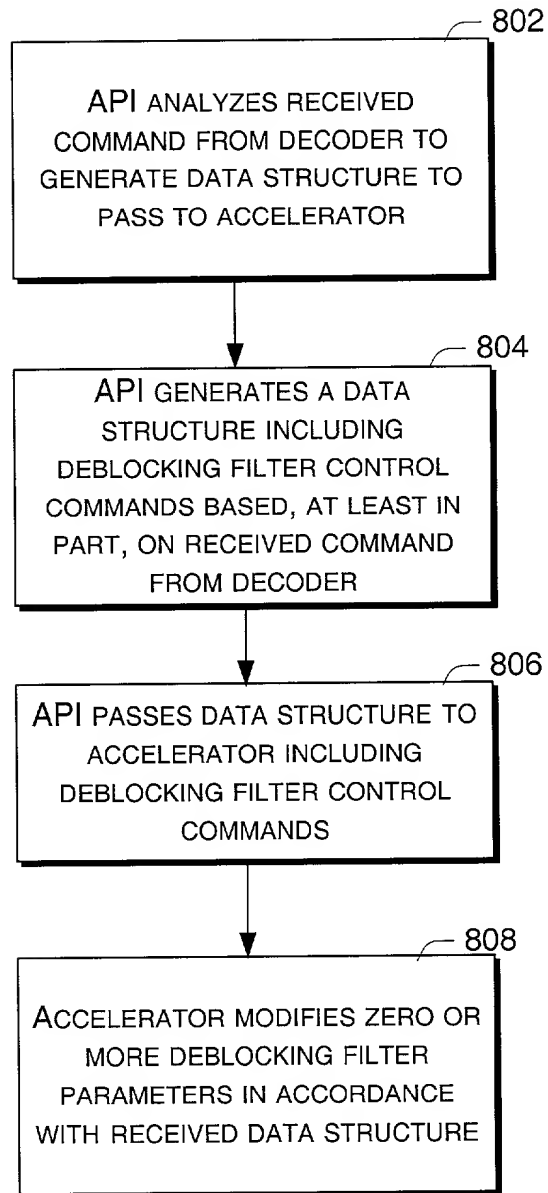 802
API ANALYZES RECEIVED
COMMAND FROM DECODER TO
GENERATE DATA STRUCTURE TO
PASS TO ACCELERATOR
804
API GENERATES A DATA
STRUCTURE INCLUDING
DEBLOCKING FILTER CONTROL
COMMANDS BASED, AT LEAST IN
PART, ON RECEIVED COMMAND
FROM DECODER
806
API PASSES DATA STRUCTURE TO
ACCELERATOR INCLUDING
DEBLOCKING FILTER CONTROL
COMMANDS
808
ACCELERATOR MODIFIES ZERO OR
MORE DEBLOCKING FILTER
PARAMETERS IN ACCORDANCE
WITH RECEIVED DATA STRUCTURE